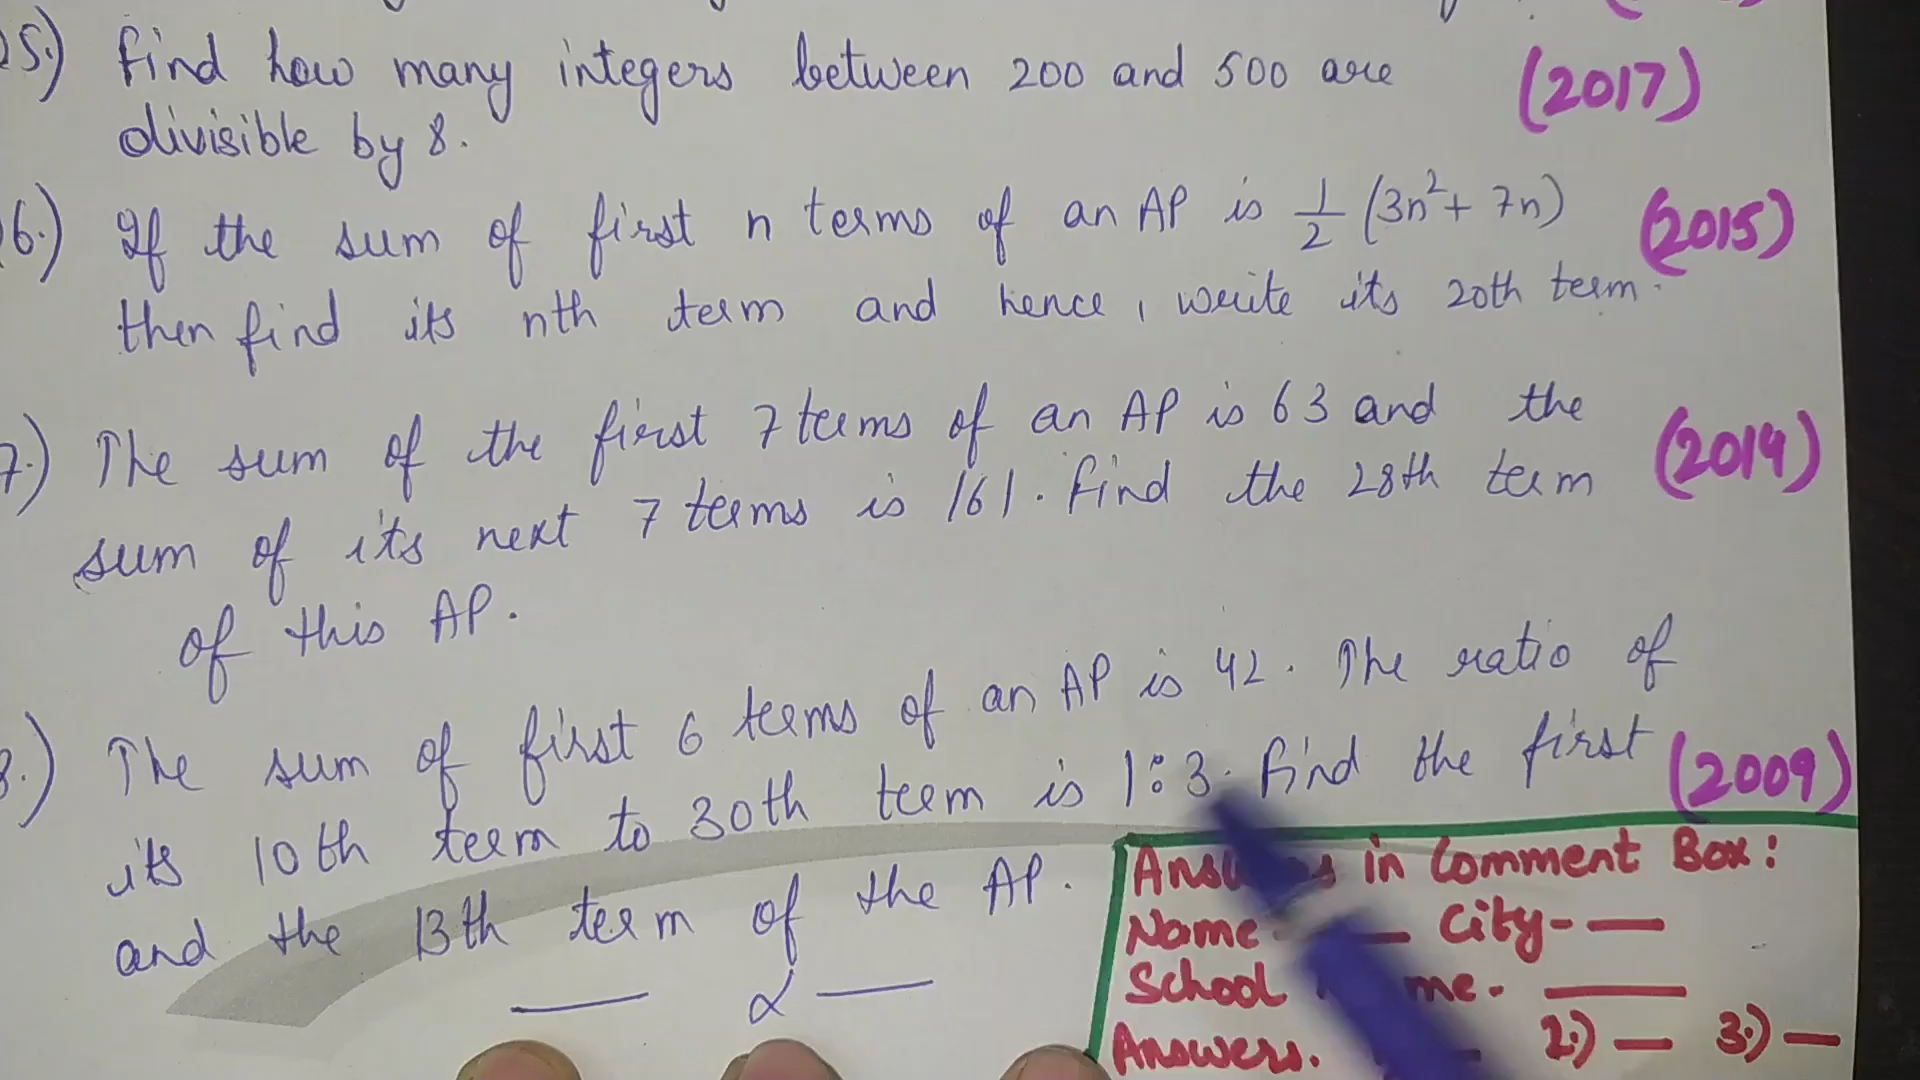 25.) Find how many integers between 200 and 500 are (2017)
divisible by 8.
26.) If the sum of first n terms of an AP is 1/2 (3n²+ 7n) (2015)
then find its nth term and hence, write its 20th term.
7.) The sum of the first 7 terms of an AP is 63 and the (2014)
sum of its next 7 terms is 161. Find the 28th term
of this AP.
8.) The sum of first 6 terms of an AP is 42. The ratio of
its 10th term to 30th term is 1:3. Find the first (2009)
and the 13th term of the AP.
Answers in Comment Box:
Name- City-
School
Answers. 2.) 3.)